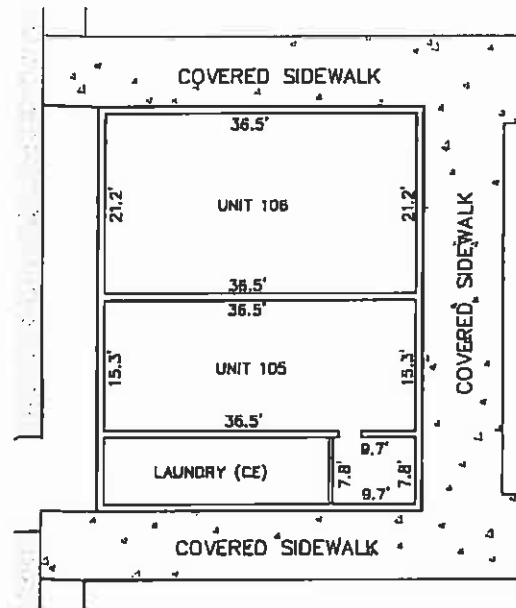 COVERED SIDEWALK
36.5'
21.2'
UNIT 106
21.2'
COVERED SIDEWALK
36.5'
36.5'
15.3'
UNIT 105
15.3'
36.5'
9.7'
LAUNDRY (CE)
7.8'
7.8'
9.7'
COVERED SIDEWALK